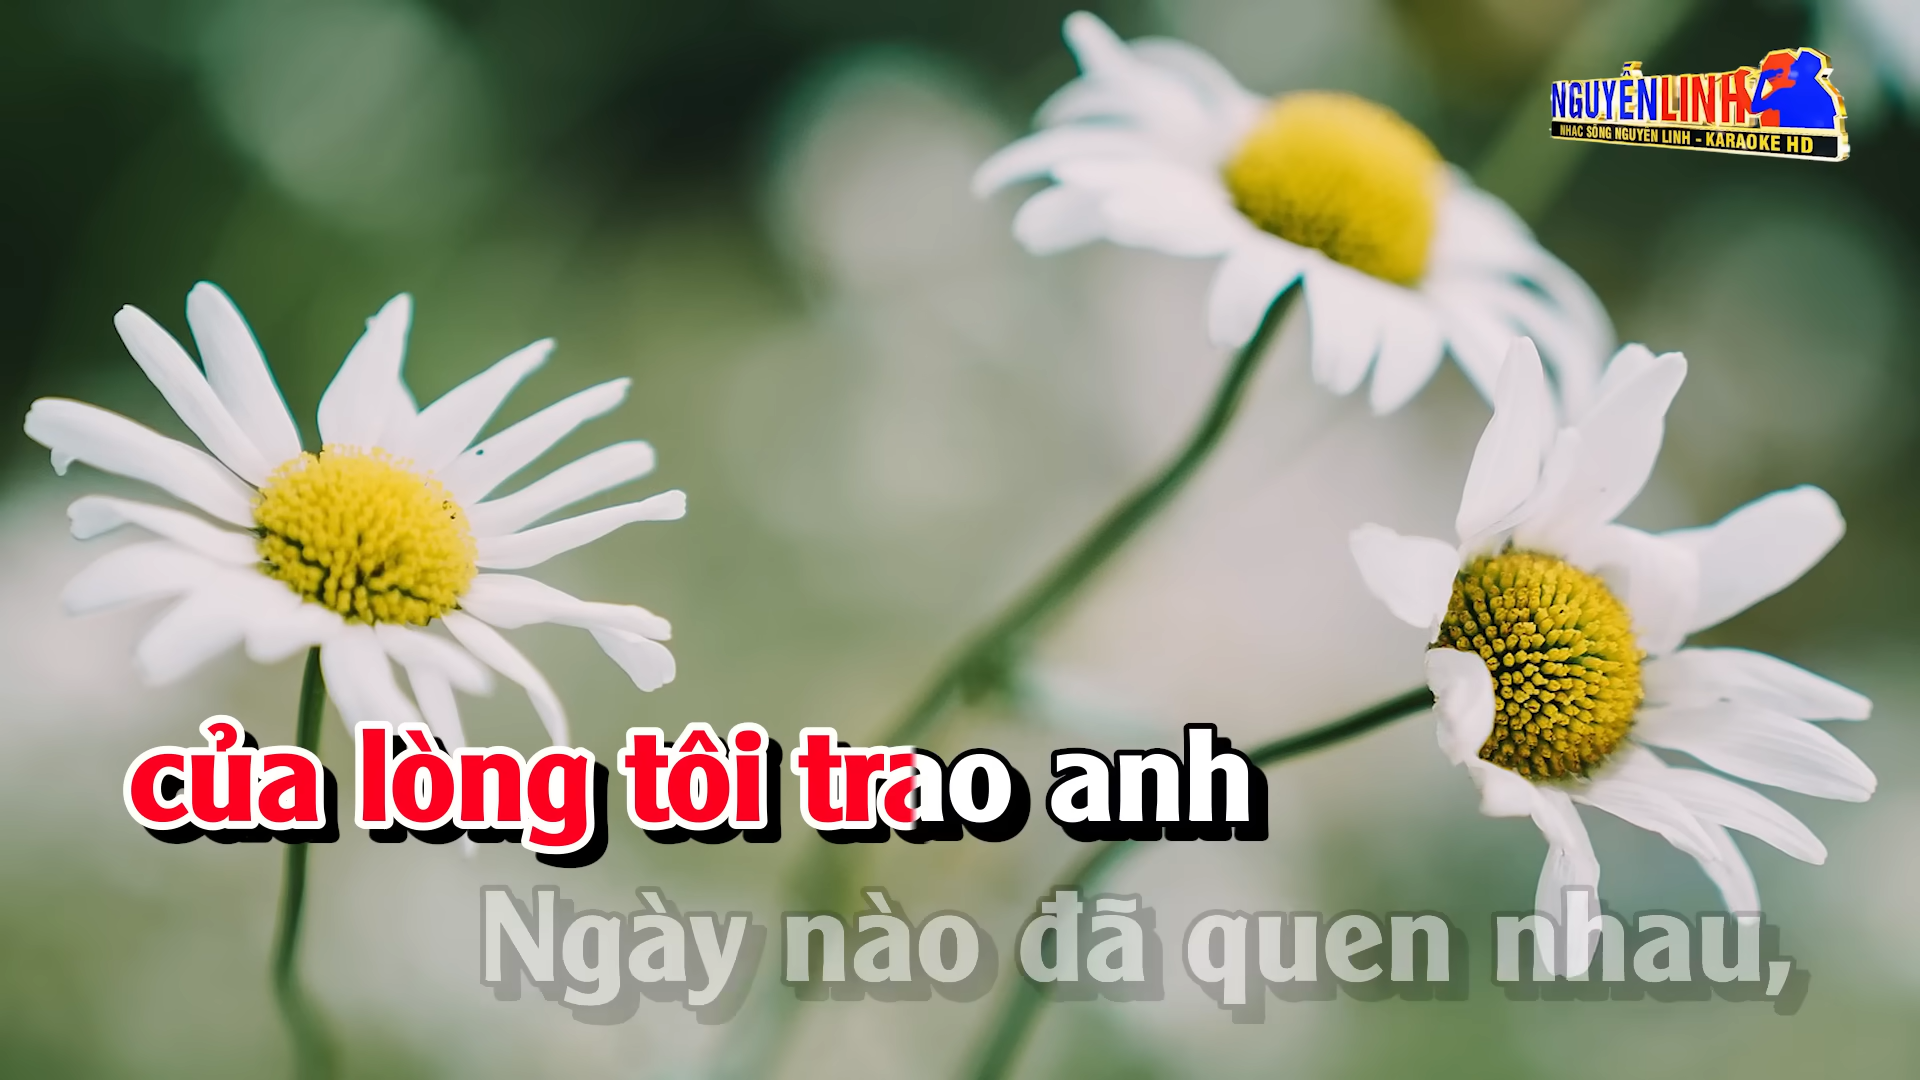 NGUYỄN LINH
NHẠC SỐNG NGUYỄN LINH - KARAOKE HD
của lòng tôi trao anh
Ngày nào đã quen nhau,